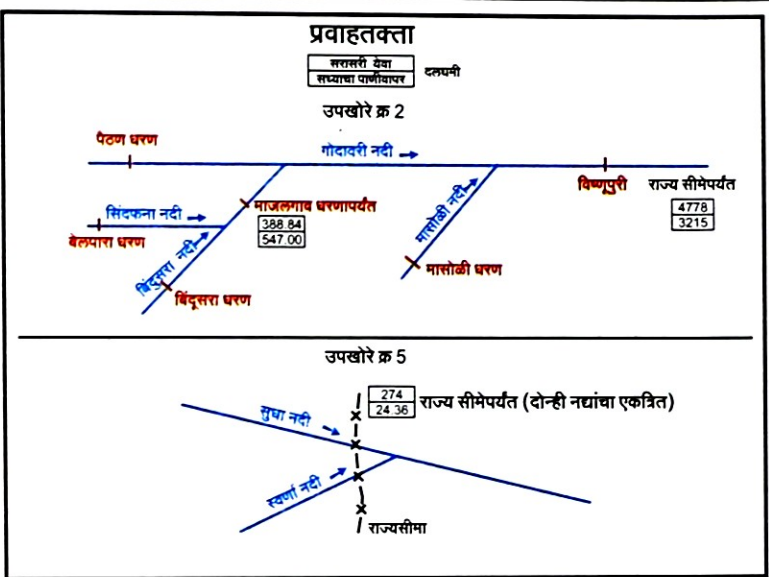 प्रवाहतक्ता
सरासरी येवा
सध्याचा पाणीवापर
दलघमी
उपखोरे क्र 2
पैठण धरण
गोदावरी नदी
विष्णूपुरी
राज्य सीमेपर्यंत
4778
3215
सिंदफना नदी
माजलगाव धरणापर्यंत
388.84
547.00
बेलपारा धरण
बिंदुसरा नदी
बिंदूसरा धरण
मासोळी नदी
मासोळी धरण
उपखोरे क्र 5
274
24.36
राज्य सीमेपर्यंत (दोन्ही नद्यांचा एकत्रित)
सुधा नदी
स्वर्णा नदी
राज्यसीमा